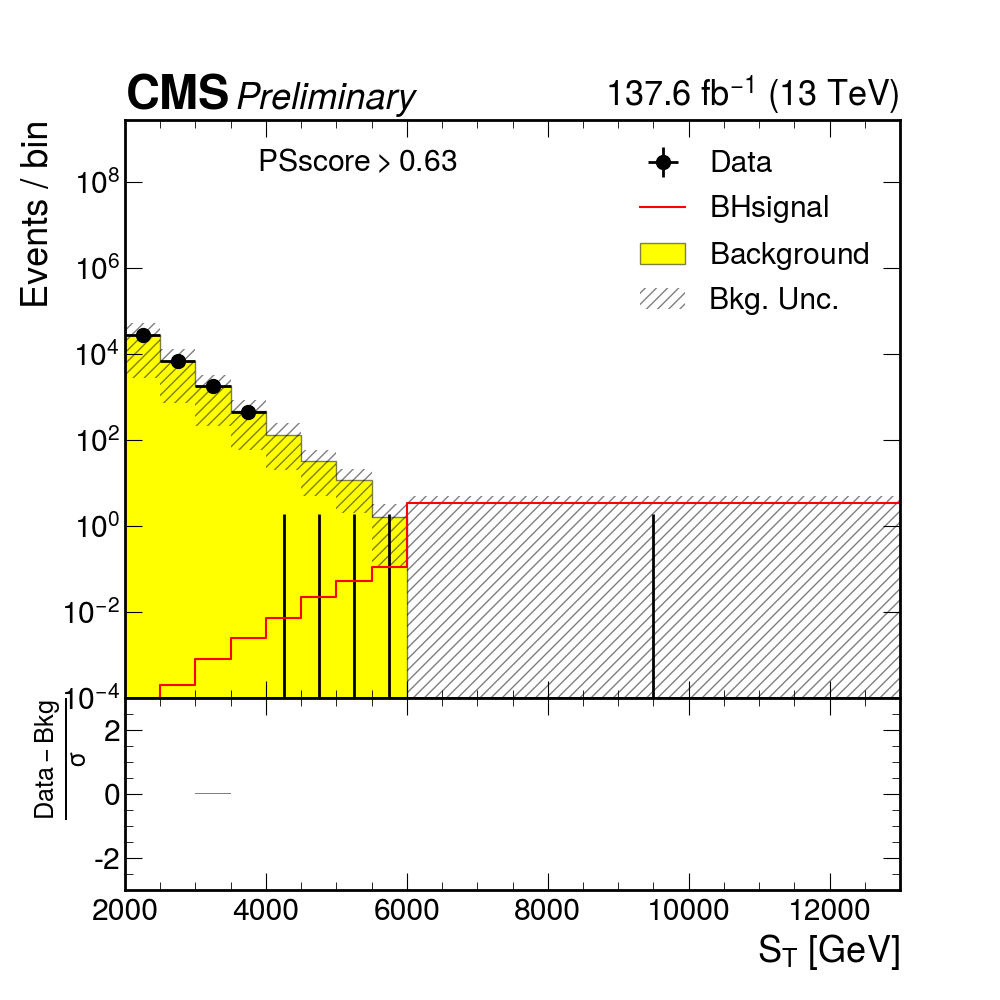 CMS Preliminary
137.6 fb⁻¹ (13 TeV)
Events / bin
PSscore > 0.63
Data
BHsignal
Background
Bkg. Unc.
10⁸
10⁶
10⁴
10²
10⁰
10⁻²
10⁻⁴
Data – Bkg
σ
2
0
-2
2000 4000 6000 8000 10000 12000
S_T [GeV]